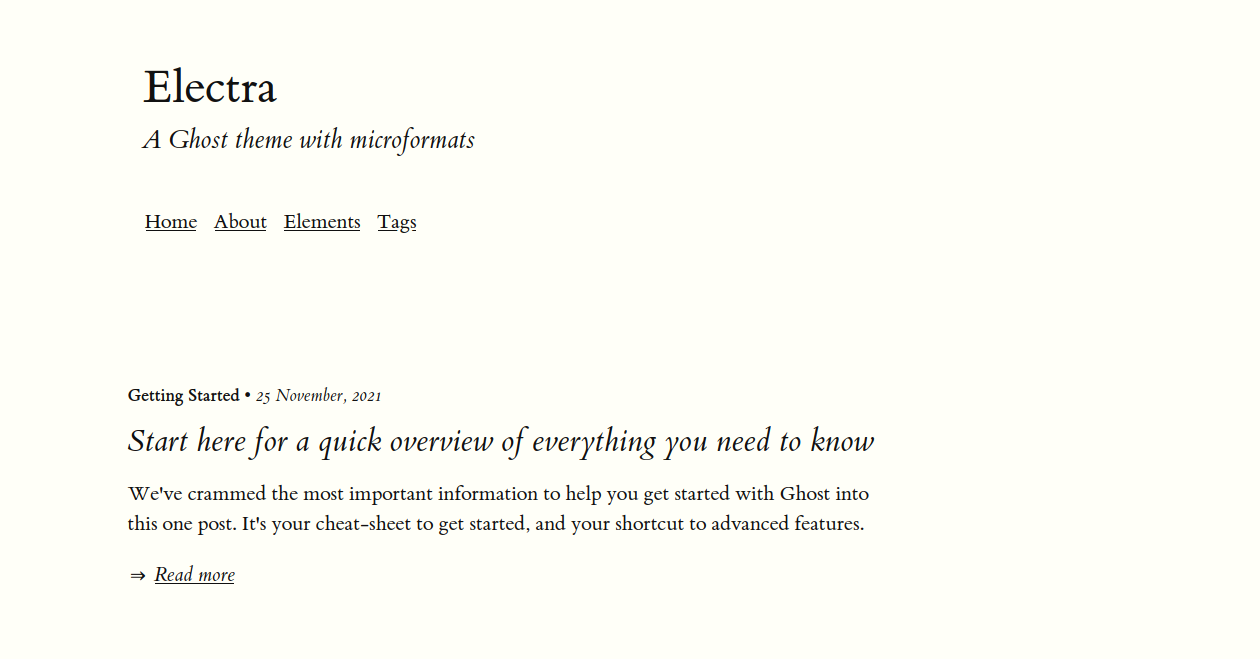 Electra
A Ghost theme with microformats
Home About Elements Tags
Getting Started • 25 November, 2021
Start here for a quick overview of everything you need to know
We've crammed the most important information to help you get started with Ghost into
this one post. It's your cheat-sheet to get started, and your shortcut to advanced features.
⇒ Read more